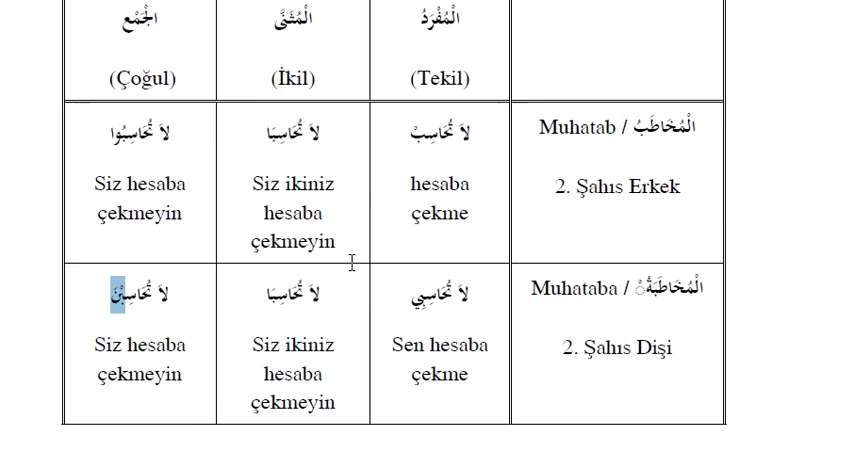 الْجَمْع الْمُثَنَّى الْمُفْرَدُ
(Çoğul) (İkil) (Tekil)
لاَ تُحَاسِبُوا لاَ تُحَاسِبَا لاَ تُحَاسِبْ Muhatab / الْمُخَاطَبُ
Siz hesaba Siz ikiniz hesaba 2. Şahıs Erkek
çekmeyin hesaba çekme
çekmeyin
لاَ تُحَاسِبْنَ لاَ تُحَاسِبَا لاَ تُحَاسِبِي Muhataba / الْمُخَاطَبَةُْ
Siz hesaba Siz ikiniz Sen hesaba 2. Şahıs Dişi
çekmeyin hesaba çekme
çekmeyin